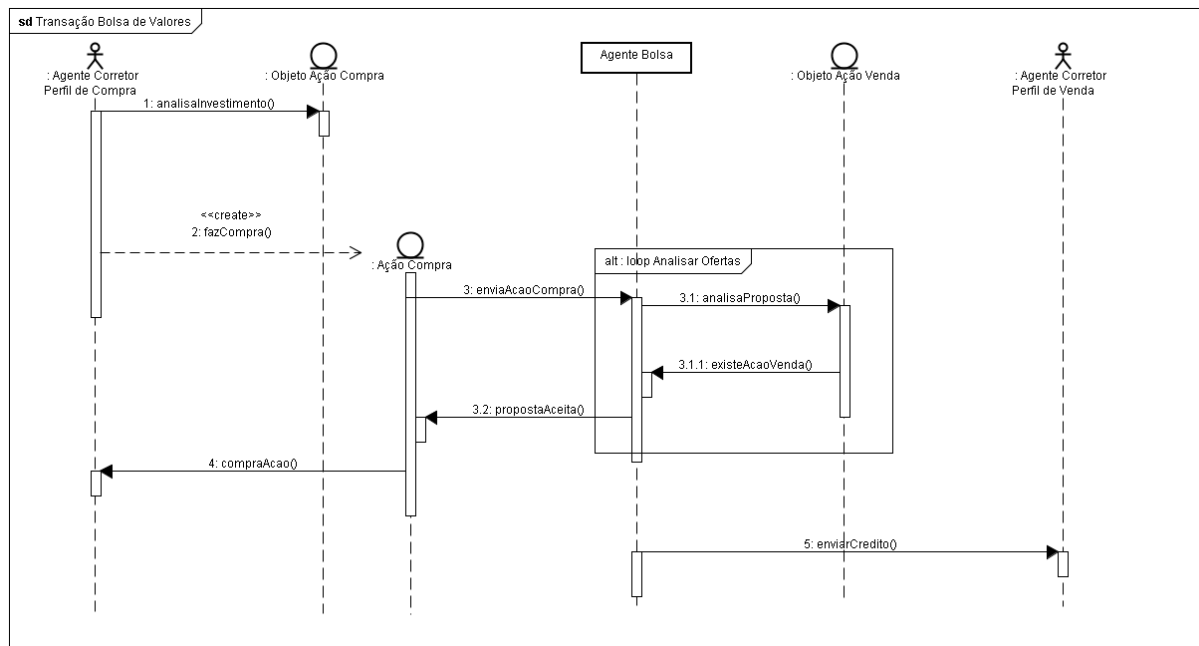 sd Transação Bolsa de Valores
: Agente Corretor
Perfil de Compra
: Objeto Ação Compra
Agente Bolsa
: Objeto Ação Venda
: Agente Corretor
Perfil de Venda
1: analisaInvestimento()
<<create>>
2: fazCompra()
: Ação Compra
alt : loop Analisar Ofertas
3: enviaAcaoCompra()
3.1: analisaProposta()
3.1.1: existeAcaoVenda()
3.2: propostaAceita()
4: compraAcao()
5: enviarCredito()